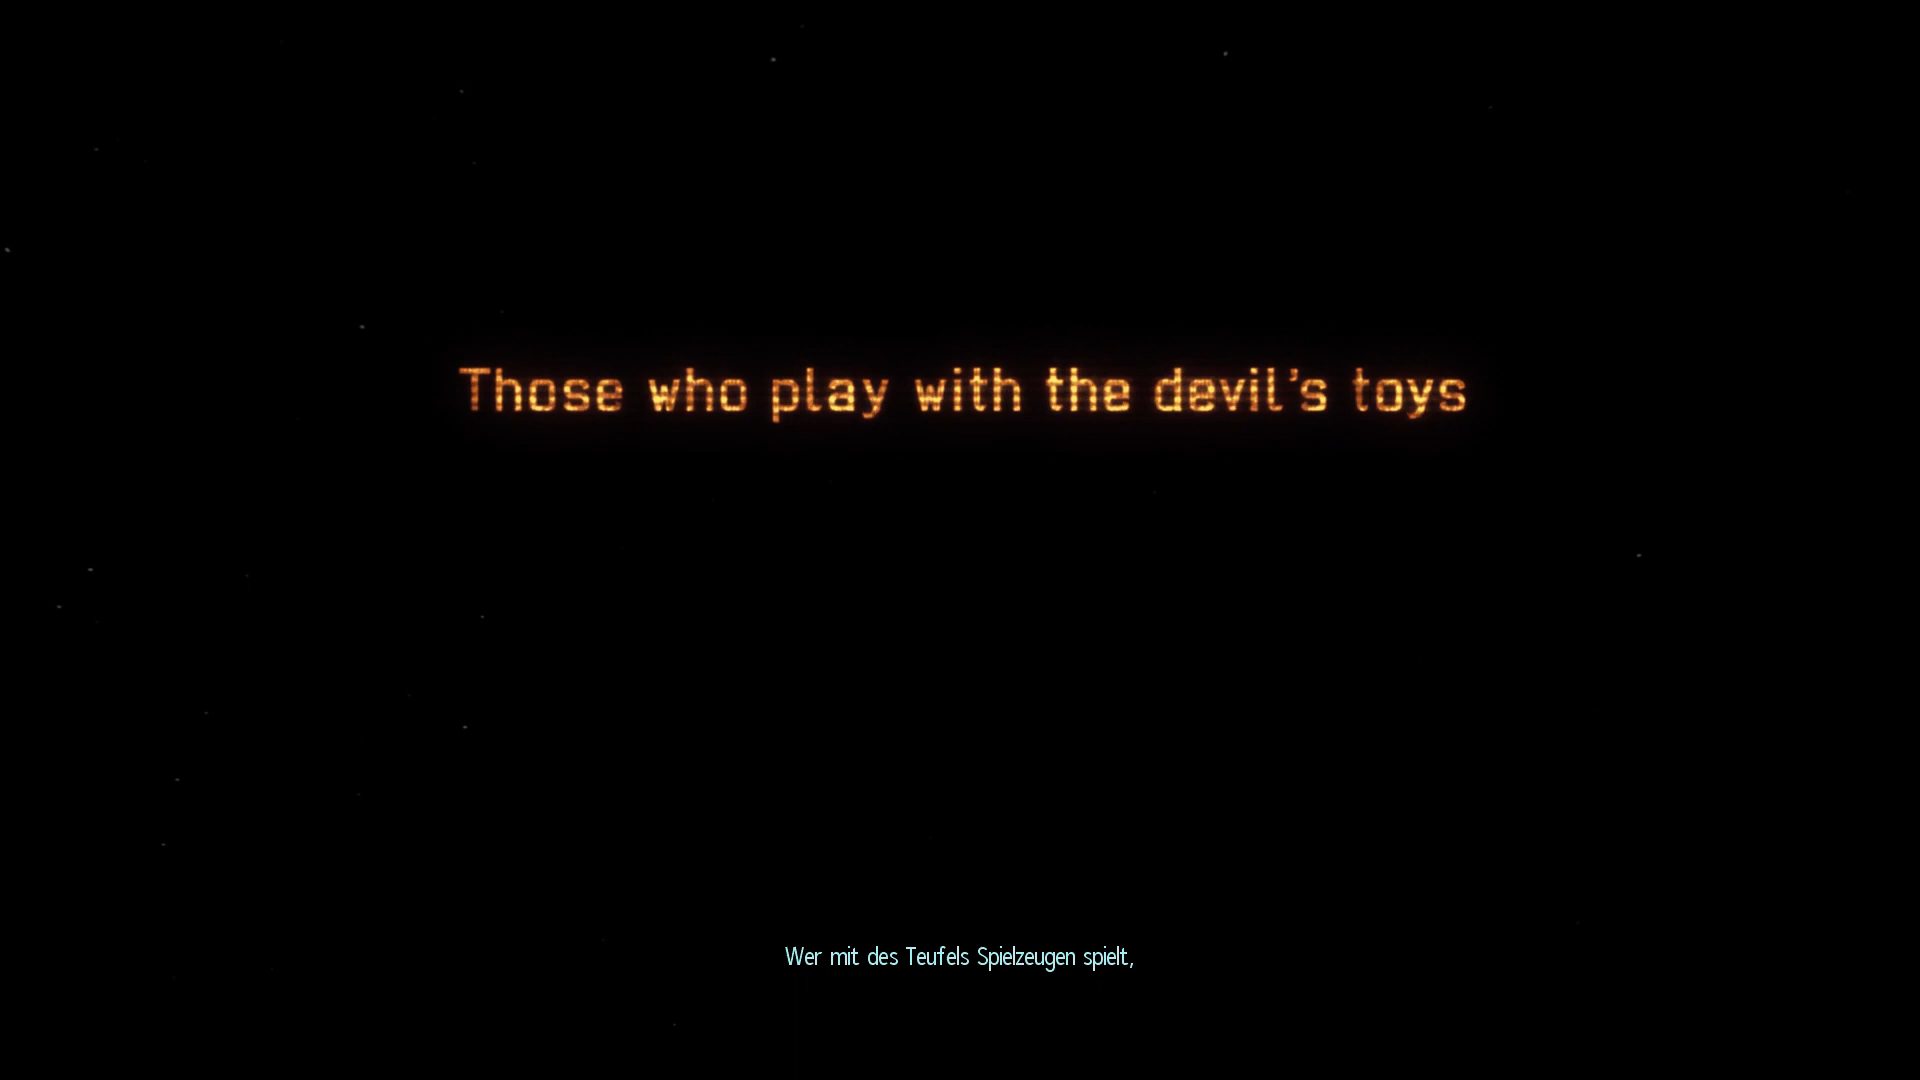 Those who play with the devil's toys
Wer mit des Teufels Spielzeugen spielt,